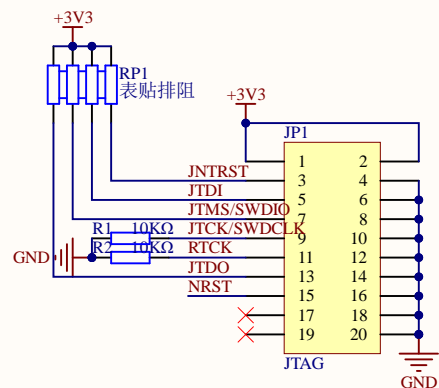 +3V3
RP1
表贴排阻
+3V3
JP1
1 2
JNTRST 3 4
JTDI 5 6
JTMS/SWDIO 7 8
R1 10KΩ JTCK/SWDCLK 9 10
R2 10KΩ RTCK 11 12
GND
JTDO 13 14
NRST 15 16
17 18
19 20
JTAG
GND